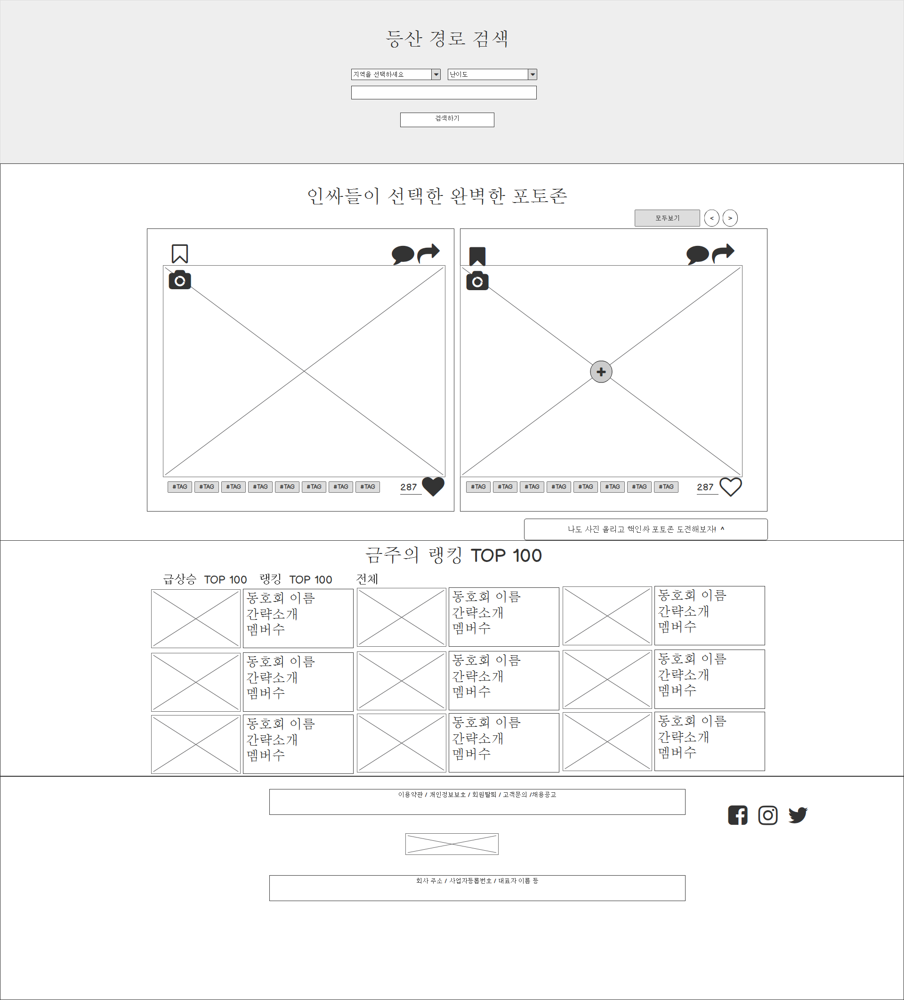 등산 경로 검색
지역을 선택하세요 난이도
검색하기
인싸들이 선택한 완벽한 포토존
모두보기 < >
#TAG #TAG #TAG #TAG #TAG #TAG #TAG #TAG 287
#TAG #TAG #TAG #TAG #TAG #TAG #TAG #TAG 287
나도 사진 올리고 핵인싸 포토존 도전해보자! ^
금주의 랭킹 TOP 100
급상승 TOP 100 랭킹 TOP 100 전체
동호회 이름
간략소개
멤버수
동호회 이름
간략소개
멤버수
동호회 이름
간략소개
멤버수
동호회 이름
간략소개
멤버수
동호회 이름
간략소개
멤버수
동호회 이름
간략소개
멤버수
동호회 이름
간략소개
멤버수
동호회 이름
간략소개
멤버수
동호회 이름
간략소개
멤버수
이용약관 / 개인정보보호 / 회원탈퇴 / 고객문의 /채용공고
회사 주소 / 사업자등롭번호 / 대표자 이름 등